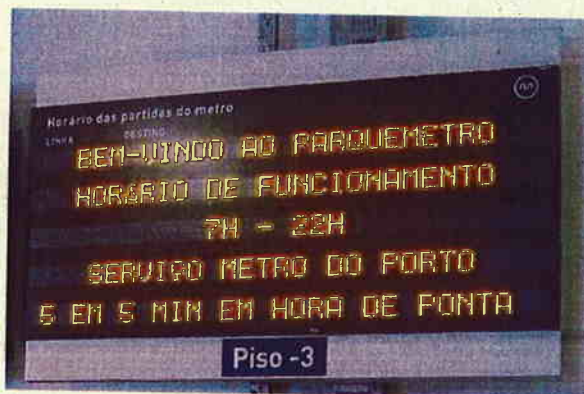 Horário das partidas do metro
LINHA DESTINO
BEM-VINDO AO PARQUEMETRO
HORÁRIO DE FUNCIONAMENTO
7H - 22H
SERVIÇO METRO DO PORTO
5 EM 5 MIN EM HORA DE PONTA
Piso -3